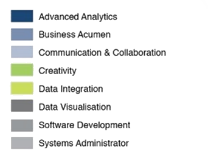 Advanced Analytics
Business Acumen
Communication & Collaboration
Creativity
Data Integration
Data Visualisation
Software Development
Systems Administrator